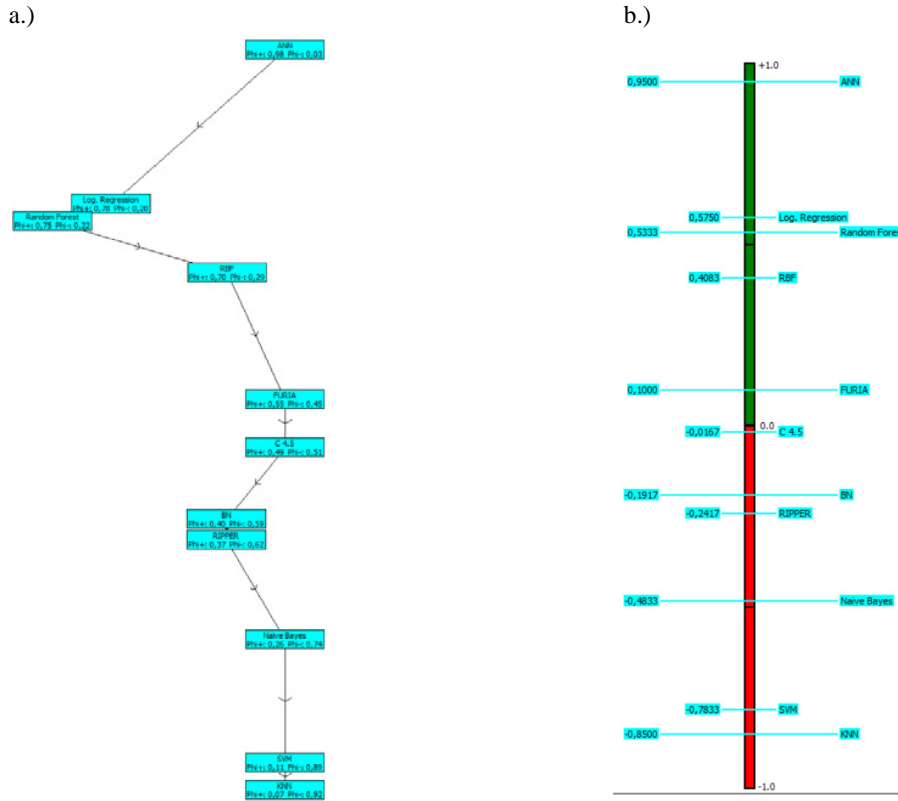 a.)
ANN
Phi+: 0,98 Phi-: 0,03
Log. Regression
Phi+: 0,78 Phi-: 0,20
Random Forest
Phi+: 0,75 Phi-: 0,22
RBF
Phi+: 0,70 Phi-: 0,29
FURIA
Phi+: 0,55 Phi-: 0,45
C 4.5
Phi+: 0,49 Phi-: 0,51
BN
Phi+: 0,40 Phi-: 0,59
RIPPER
Phi+: 0,37 Phi-: 0,62
Naive Bayes
Phi+: 0,26 Phi-: 0,74
SVM
Phi+: 0,11 Phi-: 0,89
KNN
Phi+: 0,07 Phi-: 0,92
b.)
+1.0
0,9500 ANN
0,5750 Log. Regression
0,5333 Random Fores
0,4083 RBF
0,1000 FURIA
0.0
-0,0167 C 4.5
-0,1917 BN
-0,2417 RIPPER
-0,4833 Naive Bayes
-0,7833 SVM
-0,8500 KNN
-1.0